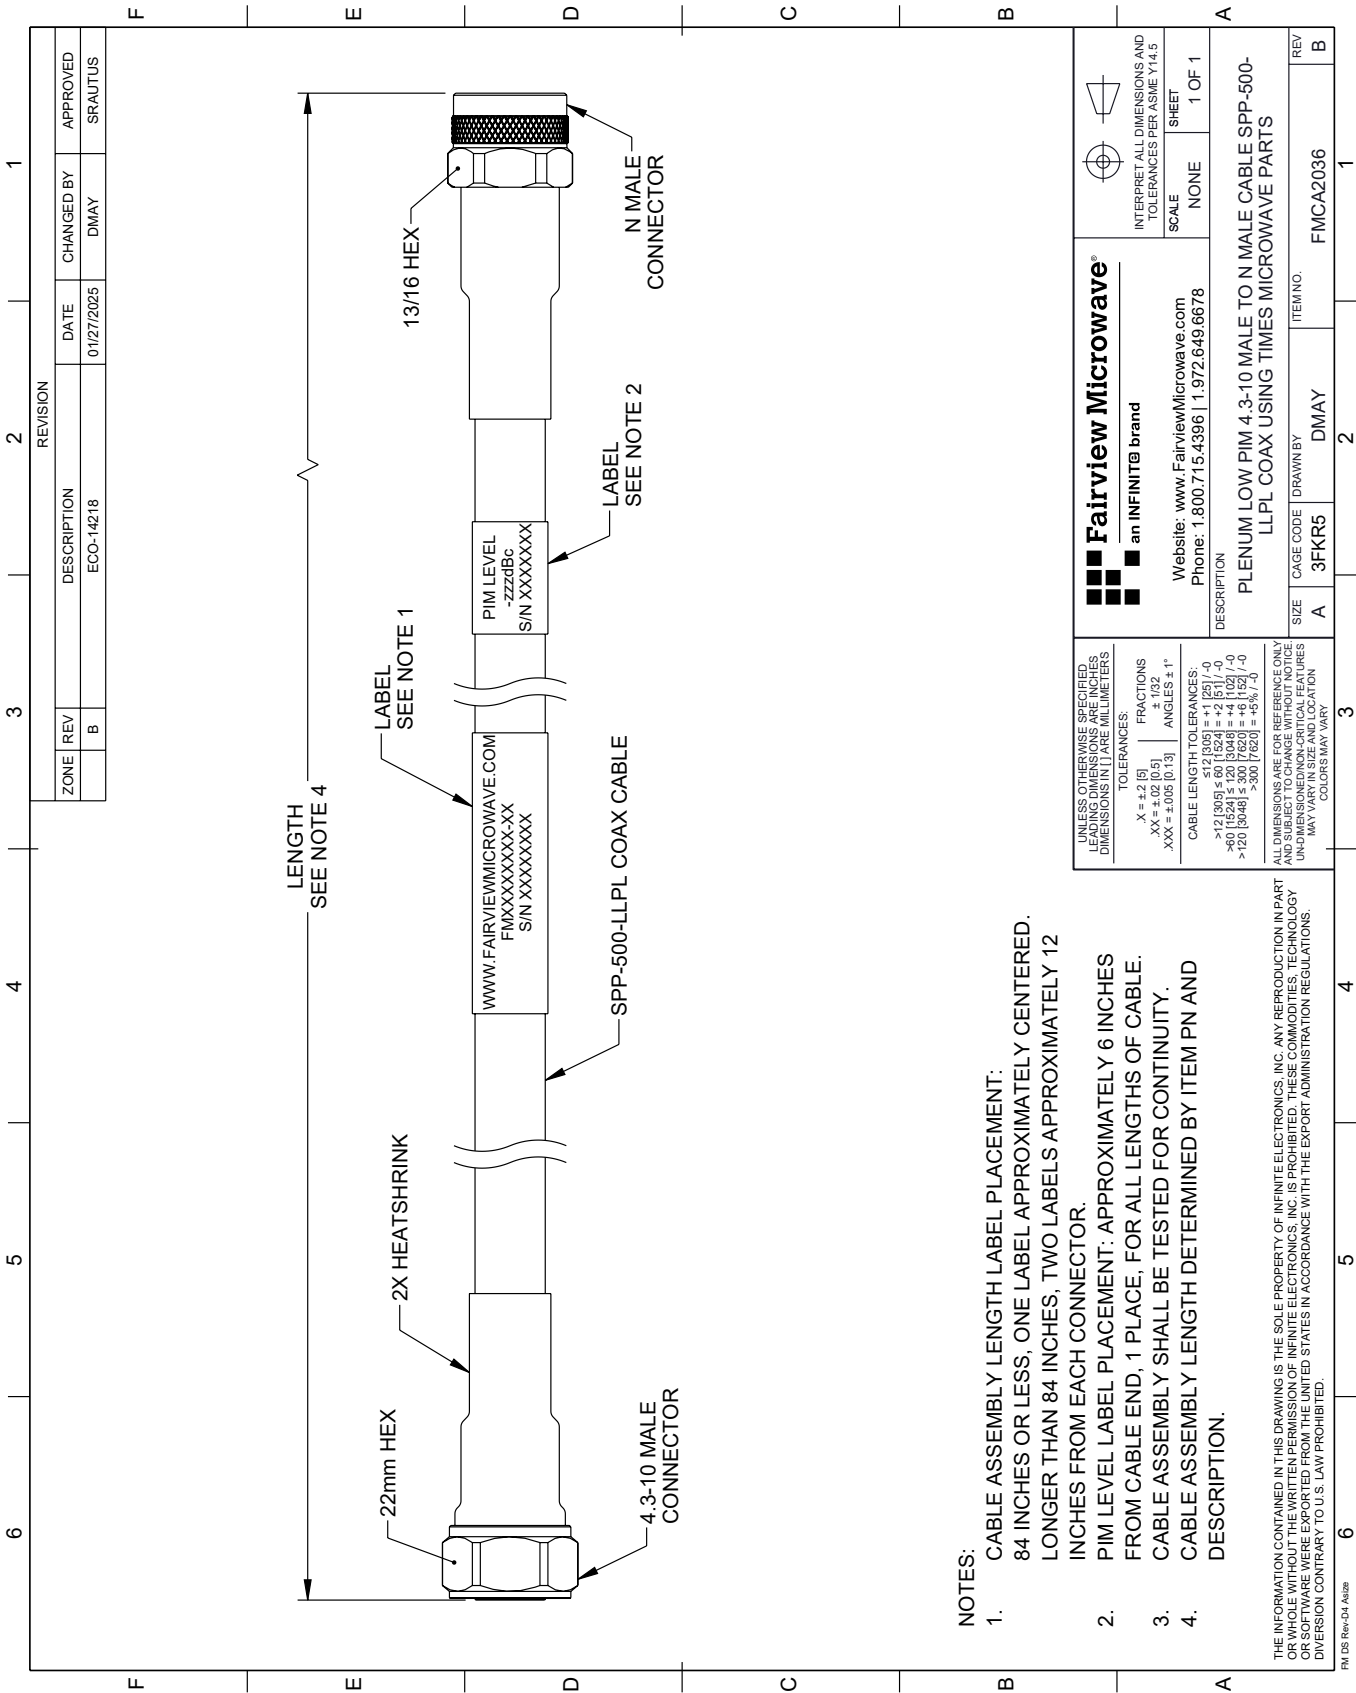 6
5
4
3
2
1
F
E
D
C
B
A
REVISION
ZONE
REV
DESCRIPTION
DATE
CHANGED BY
APPROVED
B
ECO-14218
01/27/2025
DMAY
SRAUTUS
LENGTH
SEE NOTE 4
22mm HEX
2X HEATSHRINK
LABEL
SEE NOTE 1
13/16 HEX
WWW.FAIRVIEWMICROWAVE.COM
FMXXXXXXXX-XX
S/N XXXXXXXX
PIM LEVEL
-zzzdBc
S/N XXXXXXX
4.3-10 MALE
CONNECTOR
SPP-500-LLPL COAX CABLE
LABEL
SEE NOTE 2
N MALE
CONNECTOR
NOTES:
1. CABLE ASSEMBLY LENGTH LABEL PLACEMENT:
84 INCHES OR LESS, ONE LABEL APPROXIMATELY CENTERED.
LONGER THAN 84 INCHES, TWO LABELS APPROXIMATELY 12
INCHES FROM EACH CONNECTOR.
2. PIM LEVEL LABEL PLACEMENT: APPROXIMATELY 6 INCHES
FROM CABLE END, 1 PLACE, FOR ALL LENGTHS OF CABLE.
3. CABLE ASSEMBLY SHALL BE TESTED FOR CONTINUITY.
4. CABLE ASSEMBLY LENGTH DETERMINED BY ITEM PN AND
DESCRIPTION.
THE INFORMATION CONTAINED IN THIS DRAWING IS THE SOLE PROPERTY OF INFINITE ELECTRONICS, INC. ANY REPRODUCTION IN PART
OR WHOLE WITHOUT THE WRITTEN PERMISSION OF INFINITE ELECTRONICS, INC. IS PROHIBITED. THESE COMMODITIES, TECHNOLOGY
OR SOFTWARE WERE EXPORTED FROM THE UNITED STATES IN ACCORDANCE WITH THE EXPORT ADMINISTRATION REGULATIONS.
DIVERSION CONTRARY TO U.S. LAW PROHIBITED.
UNLESS OTHERWISE SPECIFIED
LEADING DIMENSIONS ARE INCHES
DIMENSIONS IN [ ] ARE MILLIMETERS
TOLERANCES:
.X = ±.2 [5]
.XX = ±.02 [0.5]
.XXX = ±.005 [0.13]
FRACTIONS
± 1/32
ANGLES ± 1°
CABLE LENGTH TOLERANCES:
≤12 [305] = +1 [25] / -0
>12 [305] ≤ 60 [1524] = +2 [51] / -0
>60 [1524] ≤ 120 [3048] = +4 [102] / -0
>120 [3048] ≤ 300 [7620] = +6 [152] / -0
>300 [7620] = +5% / -0
ALL DIMENSIONS ARE FOR REFERENCE ONLY
AND SUBJECT TO CHANGE WITHOUT NOTICE.
UN-DIMENSIONED/NON-CRITICAL FEATURES
MAY VARY IN SIZE AND LOCATION
COLORS MAY VARY
Fairview Microwave®
an INFINIT℮ brand
Website: www.FairviewMicrowave.com
Phone: 1.800.715.4396 | 1.972.649.6678
INTERPRET ALL DIMENSIONS AND
TOLERANCES PER ASME Y14.5
SCALE
NONE
SHEET
1 OF 1
DESCRIPTION
PLENUM LOW PIM 4.3-10 MALE TO N MALE CABLE SPP-500-
LLPL COAX USING TIMES MICROWAVE PARTS
SIZE
A
CAGE CODE
3FKR5
DRAWN BY
DMAY
ITEM NO.
FMCA2036
REV
B
F
E
D
C
B
A
6
5
4
3
2
1
FM DS Rev-D4 Asize